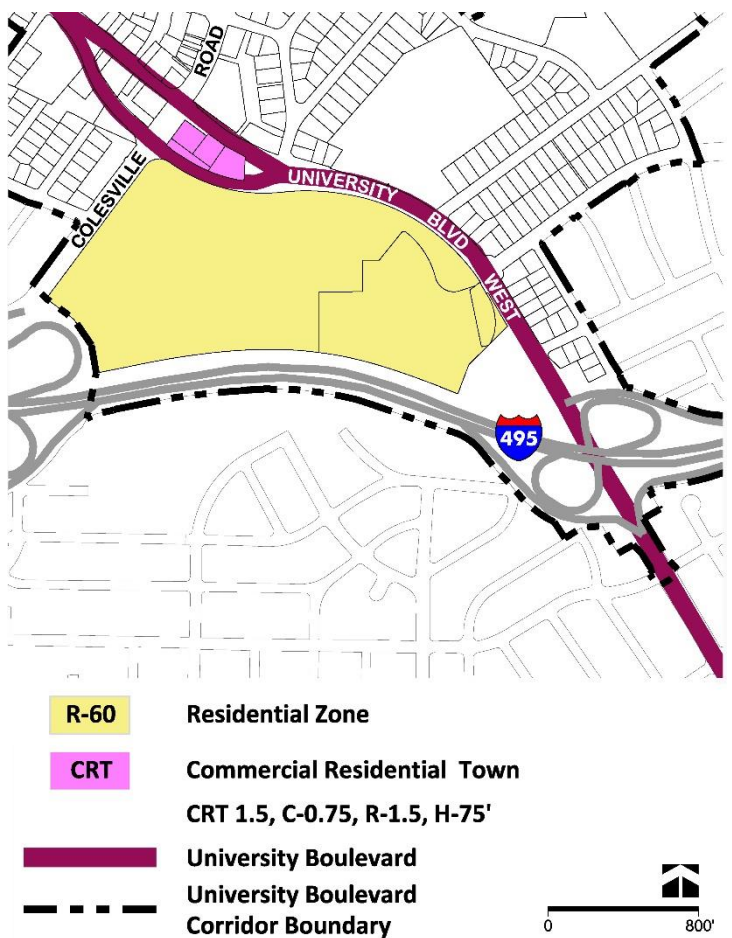 ROAD
COLESVILLE
UNIVERSITY
BLVD
WEST
495
R-60 Residential Zone
CRT Commercial Residential Town
CRT 1.5, C-0.75, R-1.5, H-75'
University Boulevard
University Boulevard
Corridor Boundary
0 800'